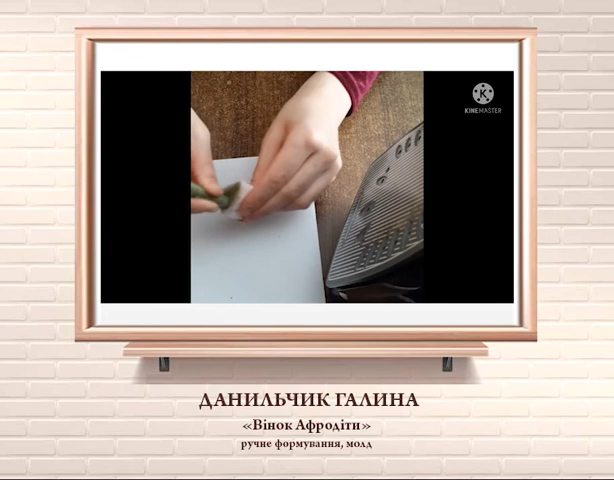 K
KINEMASTER
ДАНИЛЬЧИК ГАЛИНА
«Вінок Афродіти»
ручне формування, молд